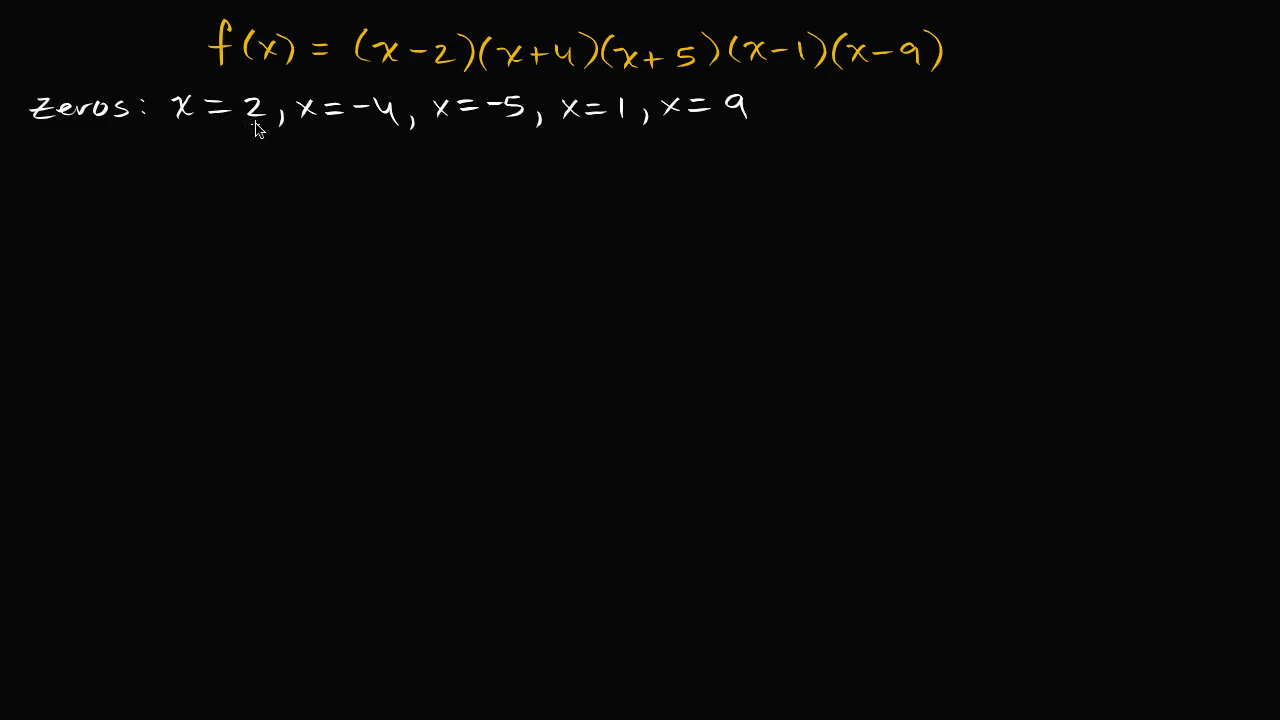 f(x) = (x-2)(x+4)(x+5)(x-1)(x-9)
zeros: x = 2, x=-4, x=-5, x=1, x=9